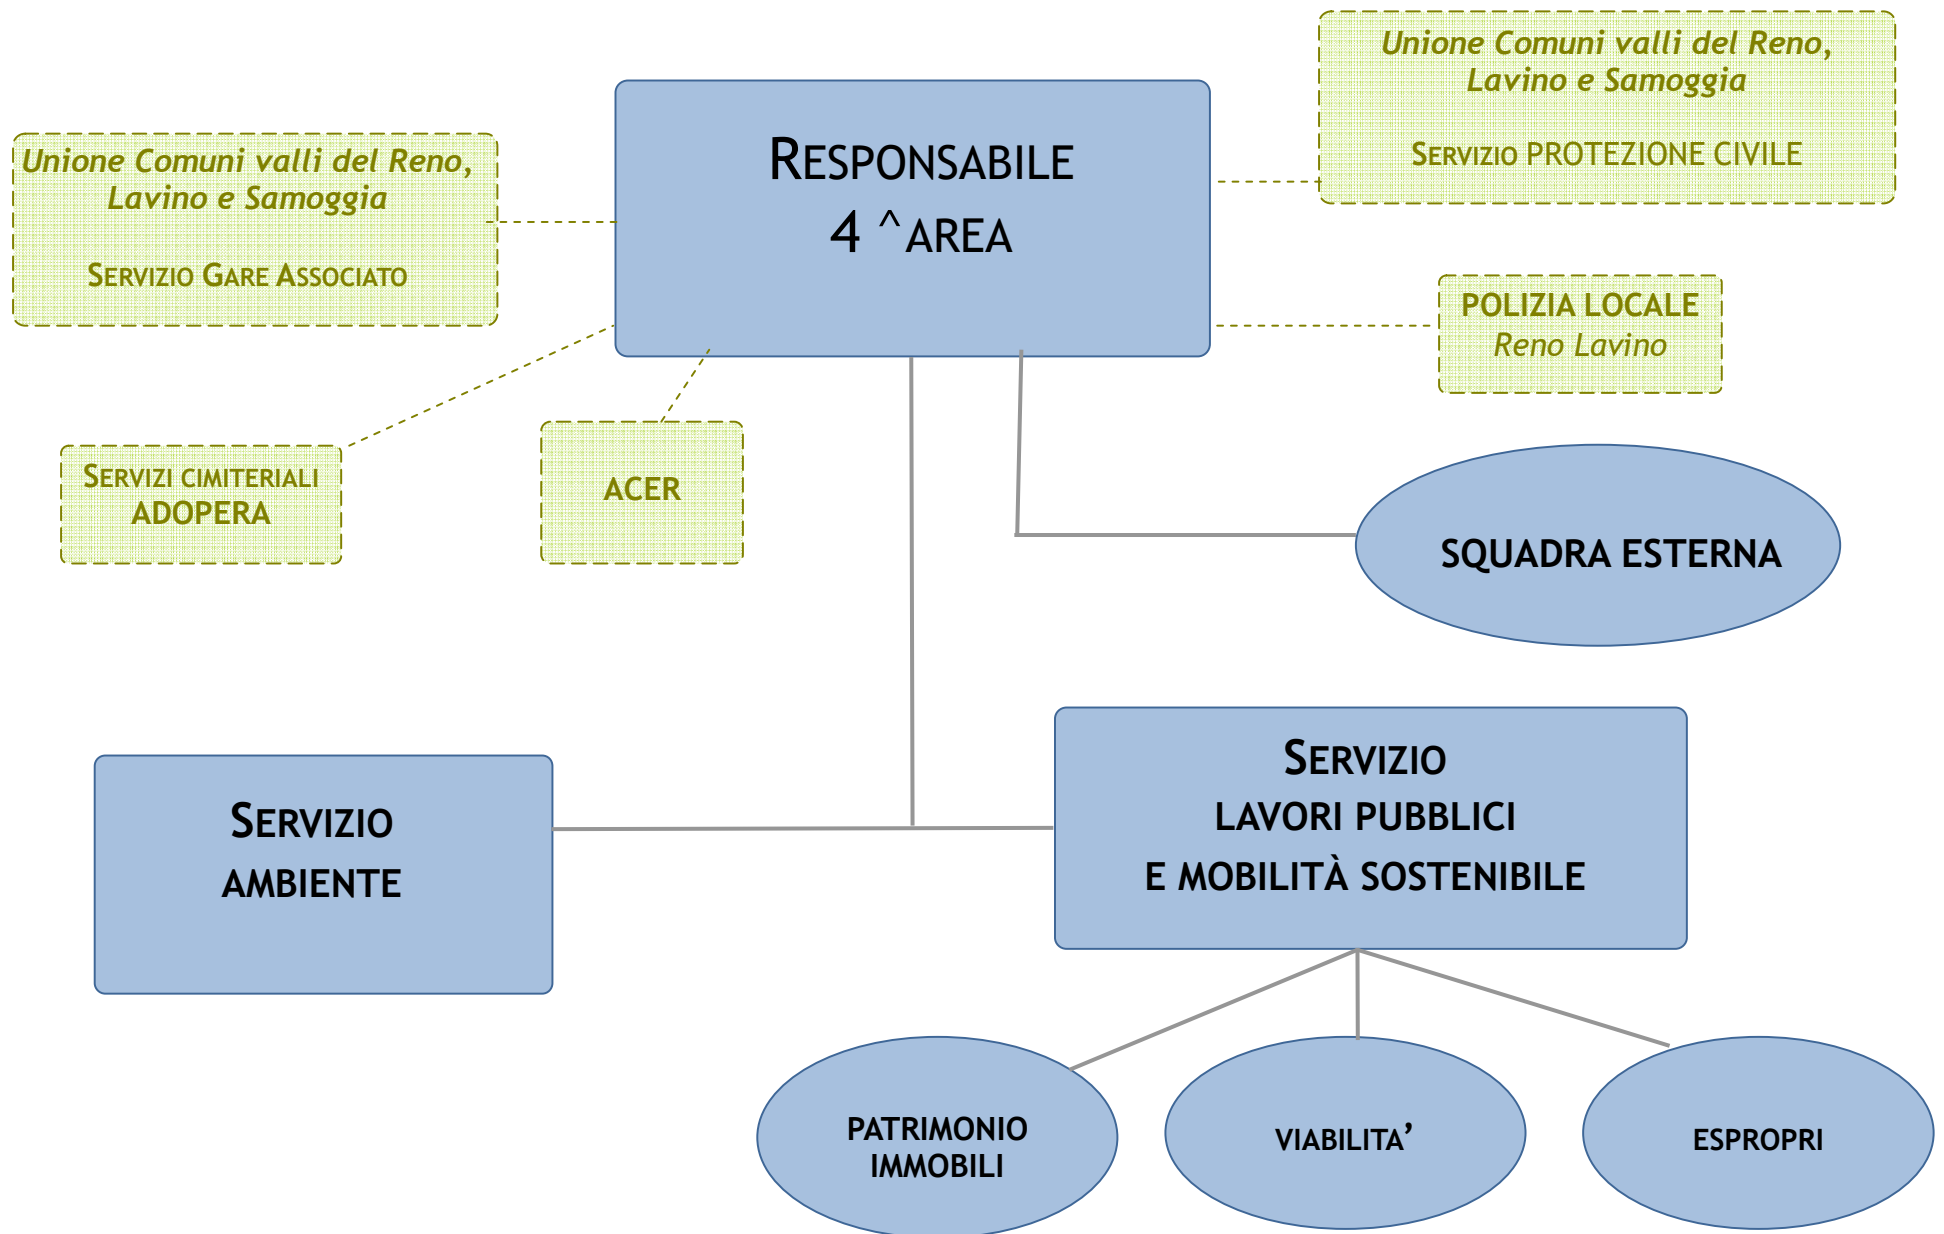 Unione Comuni valli del Reno,
Lavino e Samoggia
SERVIZIO PROTEZIONE CIVILE
RESPONSABILE
4 ^AREA
Unione Comuni valli del Reno,
Lavino e Samoggia
SERVIZIO GARE ASSOCIATO
POLIZIA LOCALE
Reno Lavino
SERVIZI CIMITERIALI
ADOPERA
ACER
SQUADRA ESTERNA
SERVIZIO
AMBIENTE
SERVIZIO
LAVORI PUBBLICI
E MOBILITÀ SOSTENIBILE
PATRIMONIO
IMMOBILI
VIABILITA’
ESPROPRI